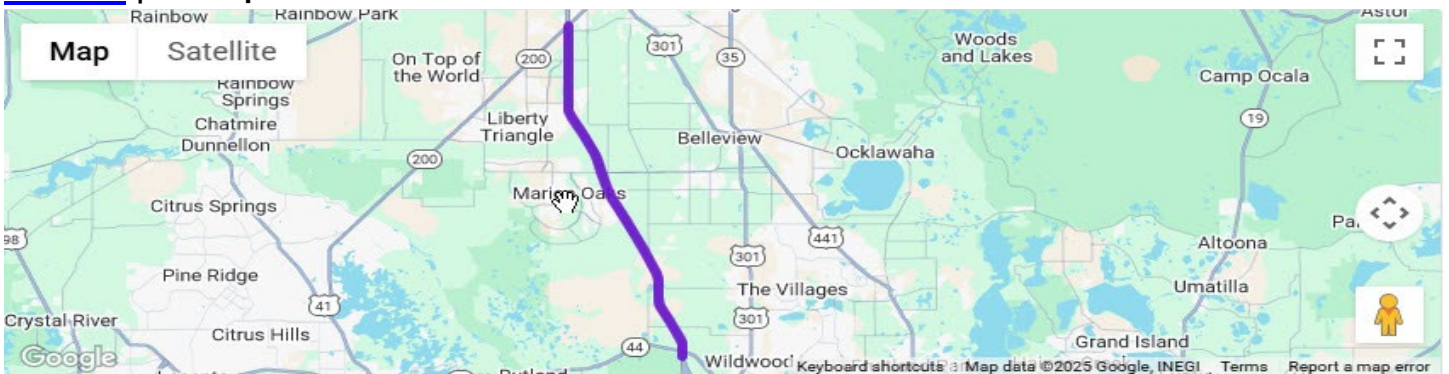 Rainbow
Rainbow Park
Astor
Map
Satellite
On Top of
the World
200
301
35
Woods
and Lakes
Camp Ocala
Rainbow
Springs
Chatmire
Dunnellon
Liberty
Triangle
19
Belleview
Ocklawaha
200
Citrus Springs
98
441
Altoona
Pine Ridge
301
The Villages
Umatilla
41
Crystal River
Citrus Hills
301
44
Grand Island
Google
Wildwood
Keyboard shortcuts
Map data ©2025 Google, INEGI
Terms
Report a map error